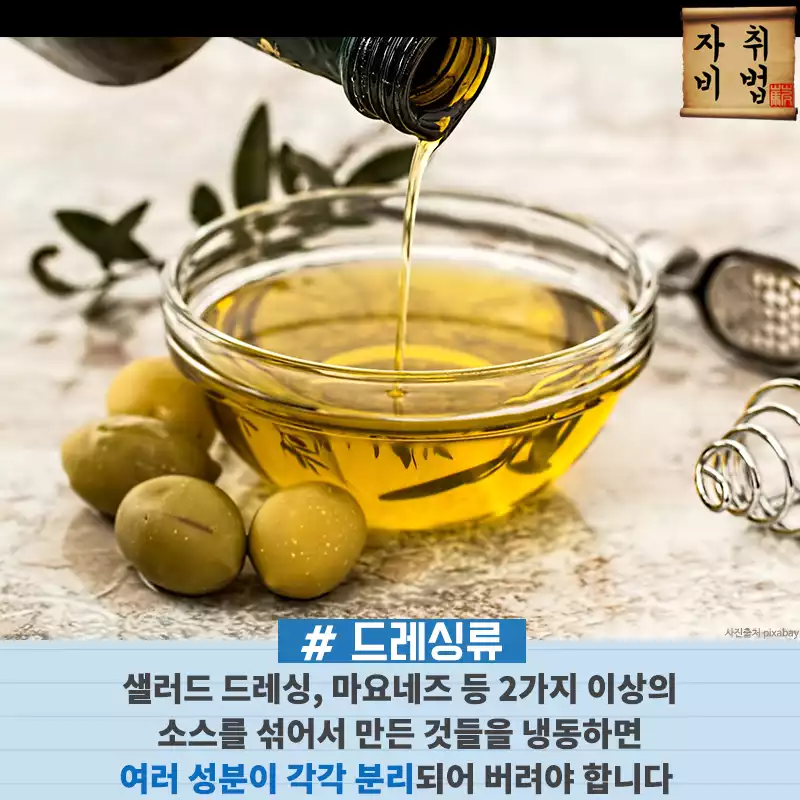 자취
비법
사진출처 pixabay
# 드레싱류
샐러드 드레싱, 마요네즈 등 2가지 이상의
소스를 섞어서 만든 것들을 냉동하면
여러 성분이 각각 분리되어 버려야 합니다